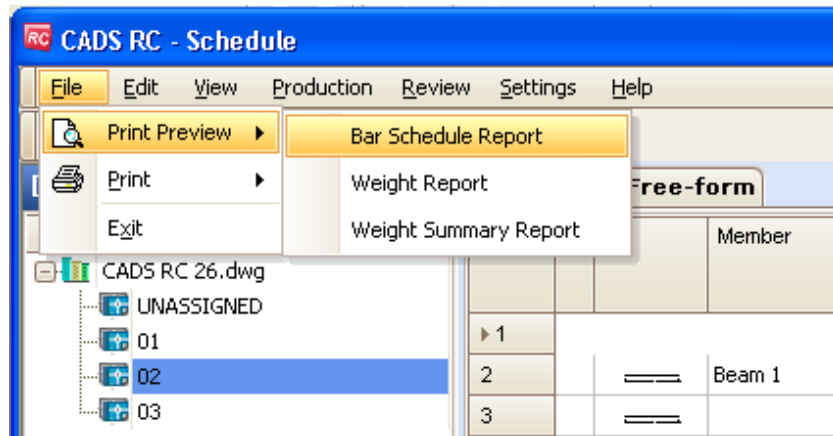 RC CADS RC - Schedule
File Edit View Production Review Settings Help
Print Preview Bar Schedule Report
Print Weight Report
Free-form
Exit Weight Summary Report
Member
CADS RC 26.dwg
UNASSIGNED
01
1
02
2 Beam 1
03
3